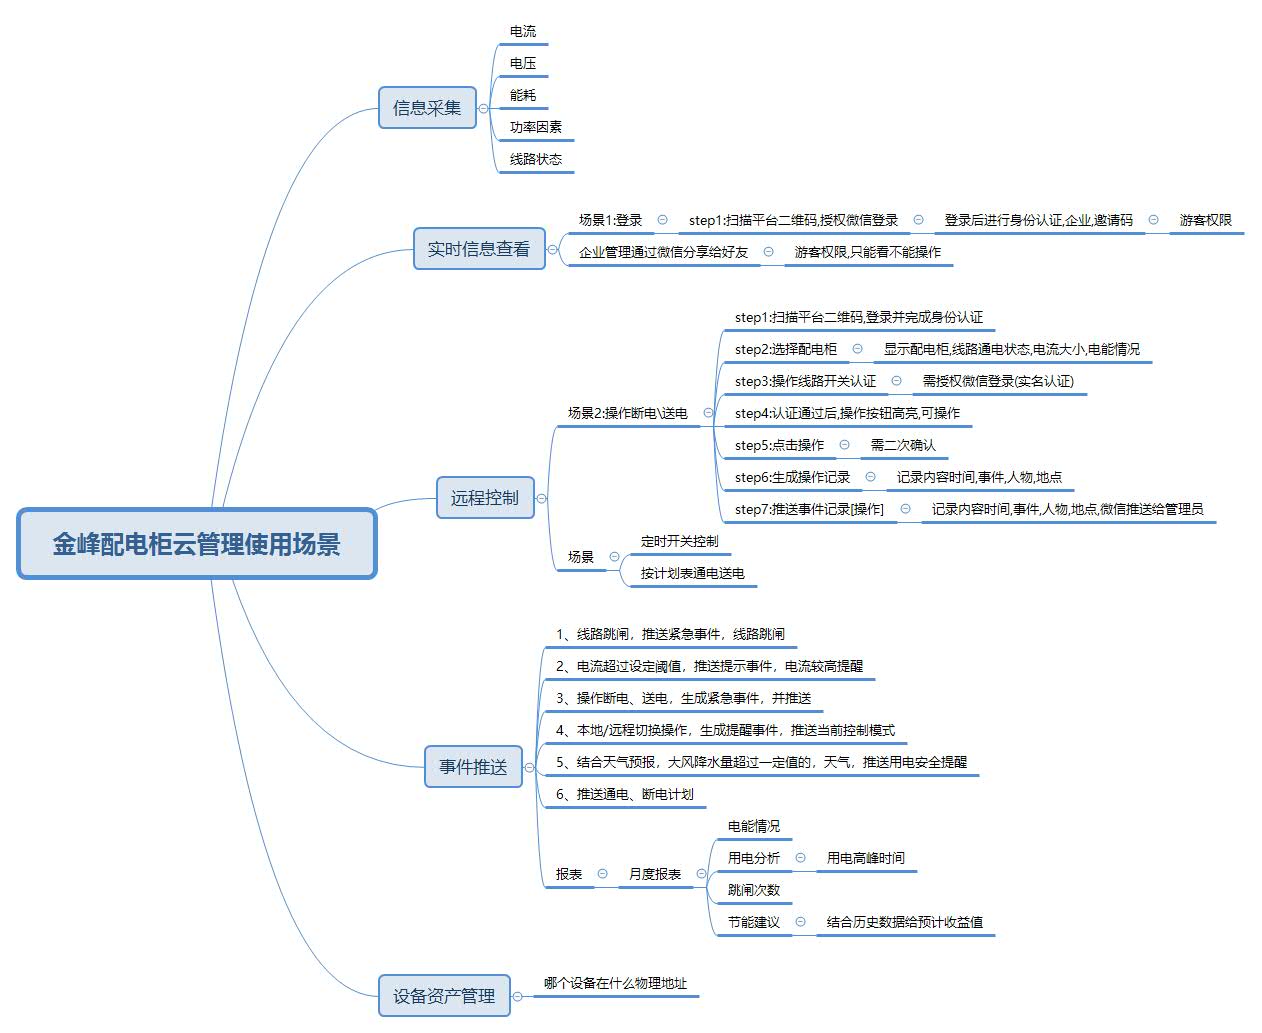 金峰配电柜云管理使用场景
信息采集
电流
电压
能耗
功率因素
线路状态
实时信息查看
场景1:登录
step1:扫描平台二维码,授权微信登录
登录后进行身份认证,企业,邀请码
游客权限
企业管理通过微信分享给好友
游客权限,只能看不能操作
远程控制
场景2:操作断电\送电
step1:扫描平台二维码,登录并完成身份认证
step2:选择配电柜
显示配电柜,线路通电状态,电流大小,电能情况
step3:操作线路开关认证
需授权微信登录(实名认证)
step4:认证通过后,操作按钮高亮,可操作
step5:点击操作
需二次确认
step6:生成操作记录
记录内容时间,事件,人物,地点
step7:推送事件记录[操作]
记录内容时间,事件,人物,地点,微信推送给管理员
场景
定时开关控制
按计划表通电送电
事件推送
1、线路跳闸，推送紧急事件，线路跳闸
2、电流超过设定阈值，推送提示事件，电流较高提醒
3、操作断电、送电，生成紧急事件，并推送
4、本地/远程切换操作，生成提醒事件，推送当前控制模式
5、结合天气预报，大风降水量超过一定值的，天气，推送用电安全提醒
6、推送通电、断电计划
报表
月度报表
电能情况
用电分析
用电高峰时间
跳闸次数
节能建议
结合历史数据给预计收益值
设备资产管理
哪个设备在什么物理地址